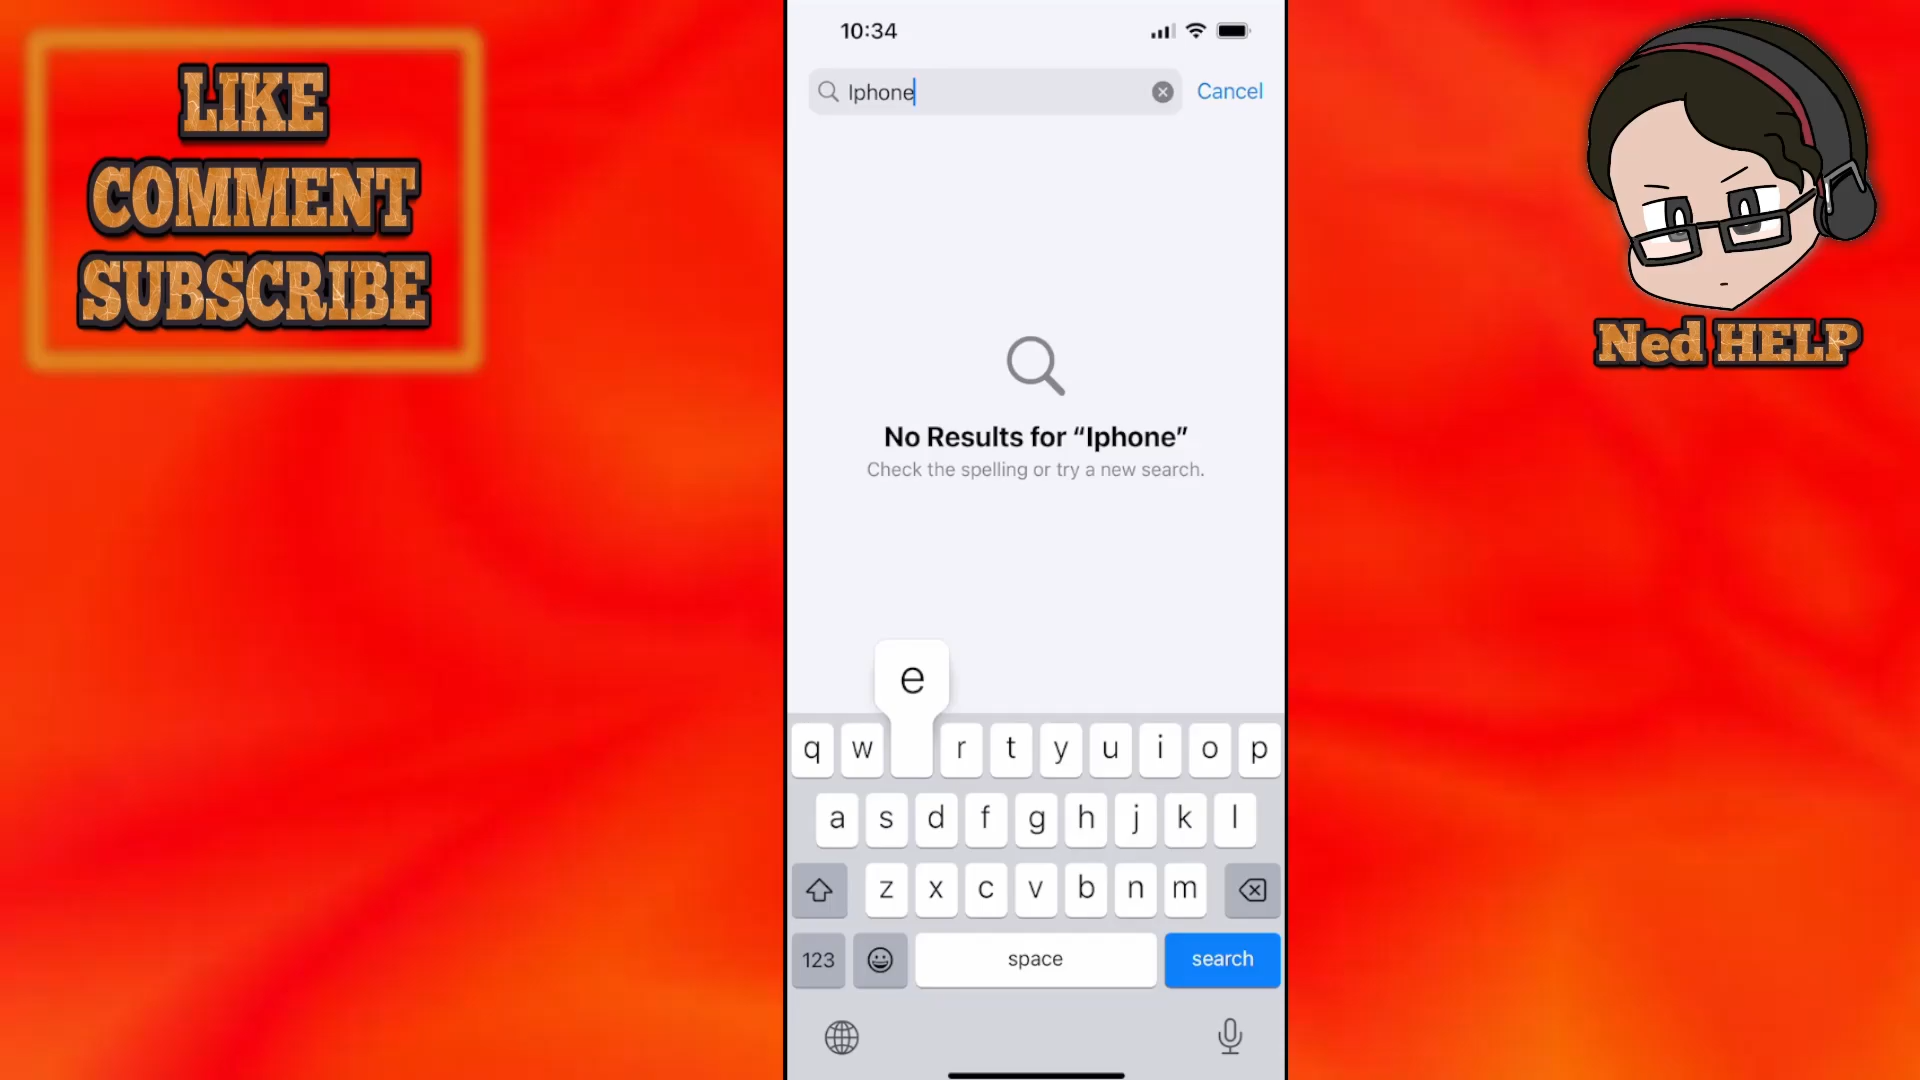 LIKE
COMMENT
SUBSCRIBE
10:34
Iphone
Cancel
Ned HELP
No Results for “Iphone”
Check the spelling or try a new search.
e
q w r t y u i o p
a s d f g h j k l
z x c v b n m
123 space search